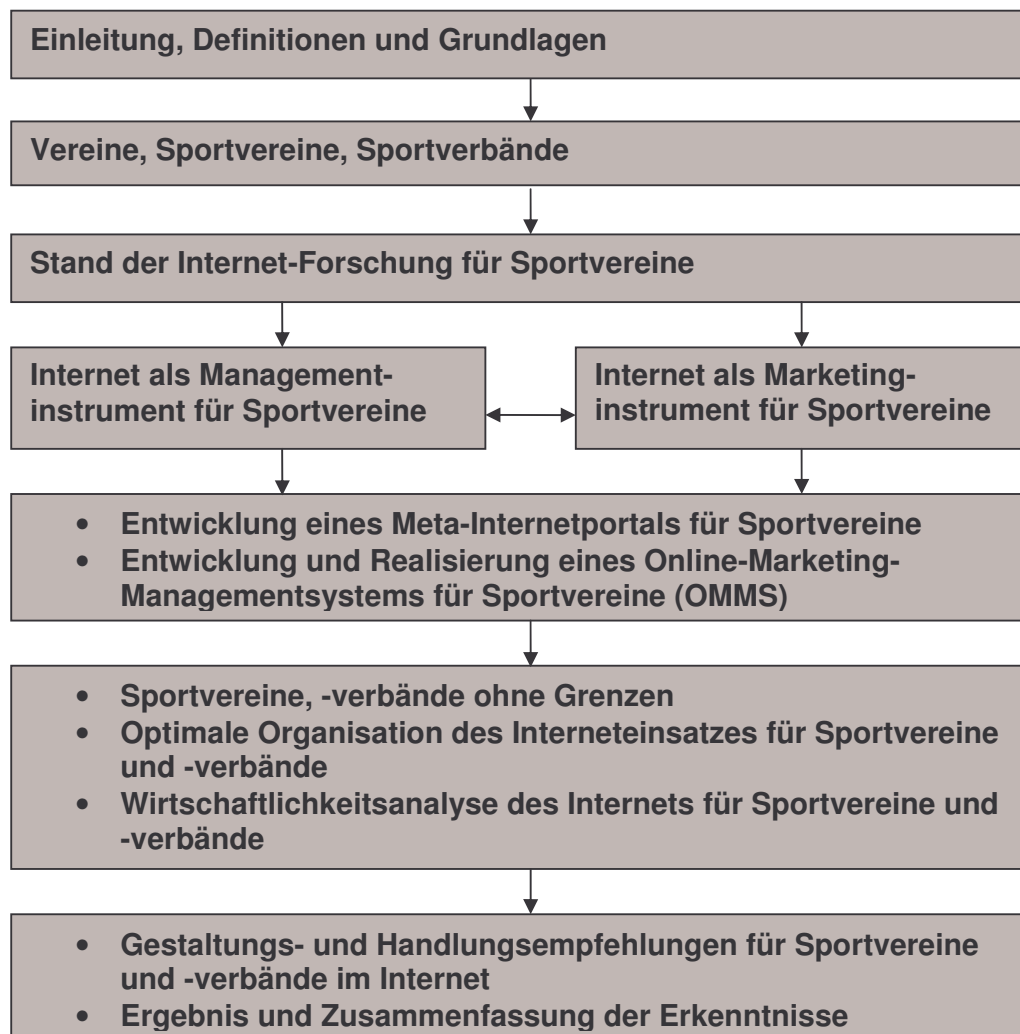 Einleitung, Definitionen und Grundlagen
Vereine, Sportvereine, Sportverbände
Stand der Internet-Forschung für Sportvereine
Internet als Management-
instrument für Sportvereine
Internet als Marketing-
instrument für Sportvereine
• Entwicklung eines Meta-Internetportals für Sportvereine
• Entwicklung und Realisierung eines Online-Marketing-
Managementsystems für Sportvereine (OMMS)
• Sportvereine, -verbände ohne Grenzen
• Optimale Organisation des Interneteinsatzes für Sportvereine
und -verbände
• Wirtschaftlichkeitsanalyse des Internets für Sportvereine und
-verbände
• Gestaltungs- und Handlungsempfehlungen für Sportvereine
und -verbände im Internet
• Ergebnis und Zusammenfassung der Erkenntnisse